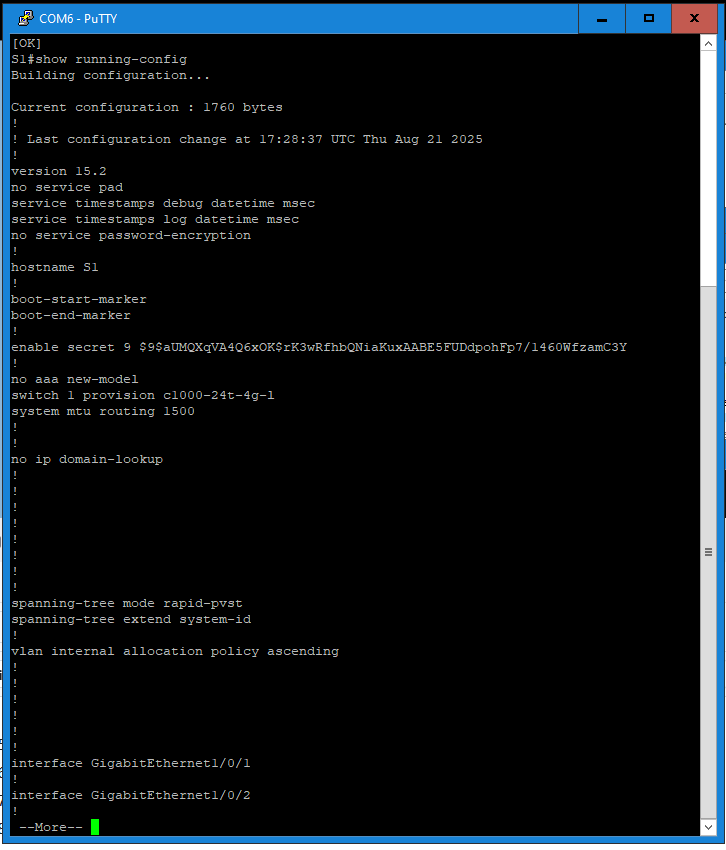 COM6 - PuTTY
[OK]
S1#show running-config
Building configuration...
Current configuration : 1760 bytes
!
! Last configuration change at 17:28:37 UTC Thu Aug 21 2025
!
version 15.2
no service pad
service timestamps debug datetime msec
service timestamps log datetime msec
no service password-encryption
!
hostname S1
!
boot-start-marker
boot-end-marker
!
enable secret 9 $9$aUMQXqVA4Q6xOK$rK3wRfhbQNiaKuxAABE5FUDdpohFp7/1460WfzamC3Y
!
no aaa new-model
switch 1 provision c1000-24t-4g-l
system mtu routing 1500
!
!
no ip domain-lookup
!
!
!
!
!
!
!
!
spanning-tree mode rapid-pvst
spanning-tree extend system-id
!
vlan internal allocation policy ascending
!
!
!
!
!
!
interface GigabitEthernet1/0/1
!
interface GigabitEthernet1/0/2
!
--More--